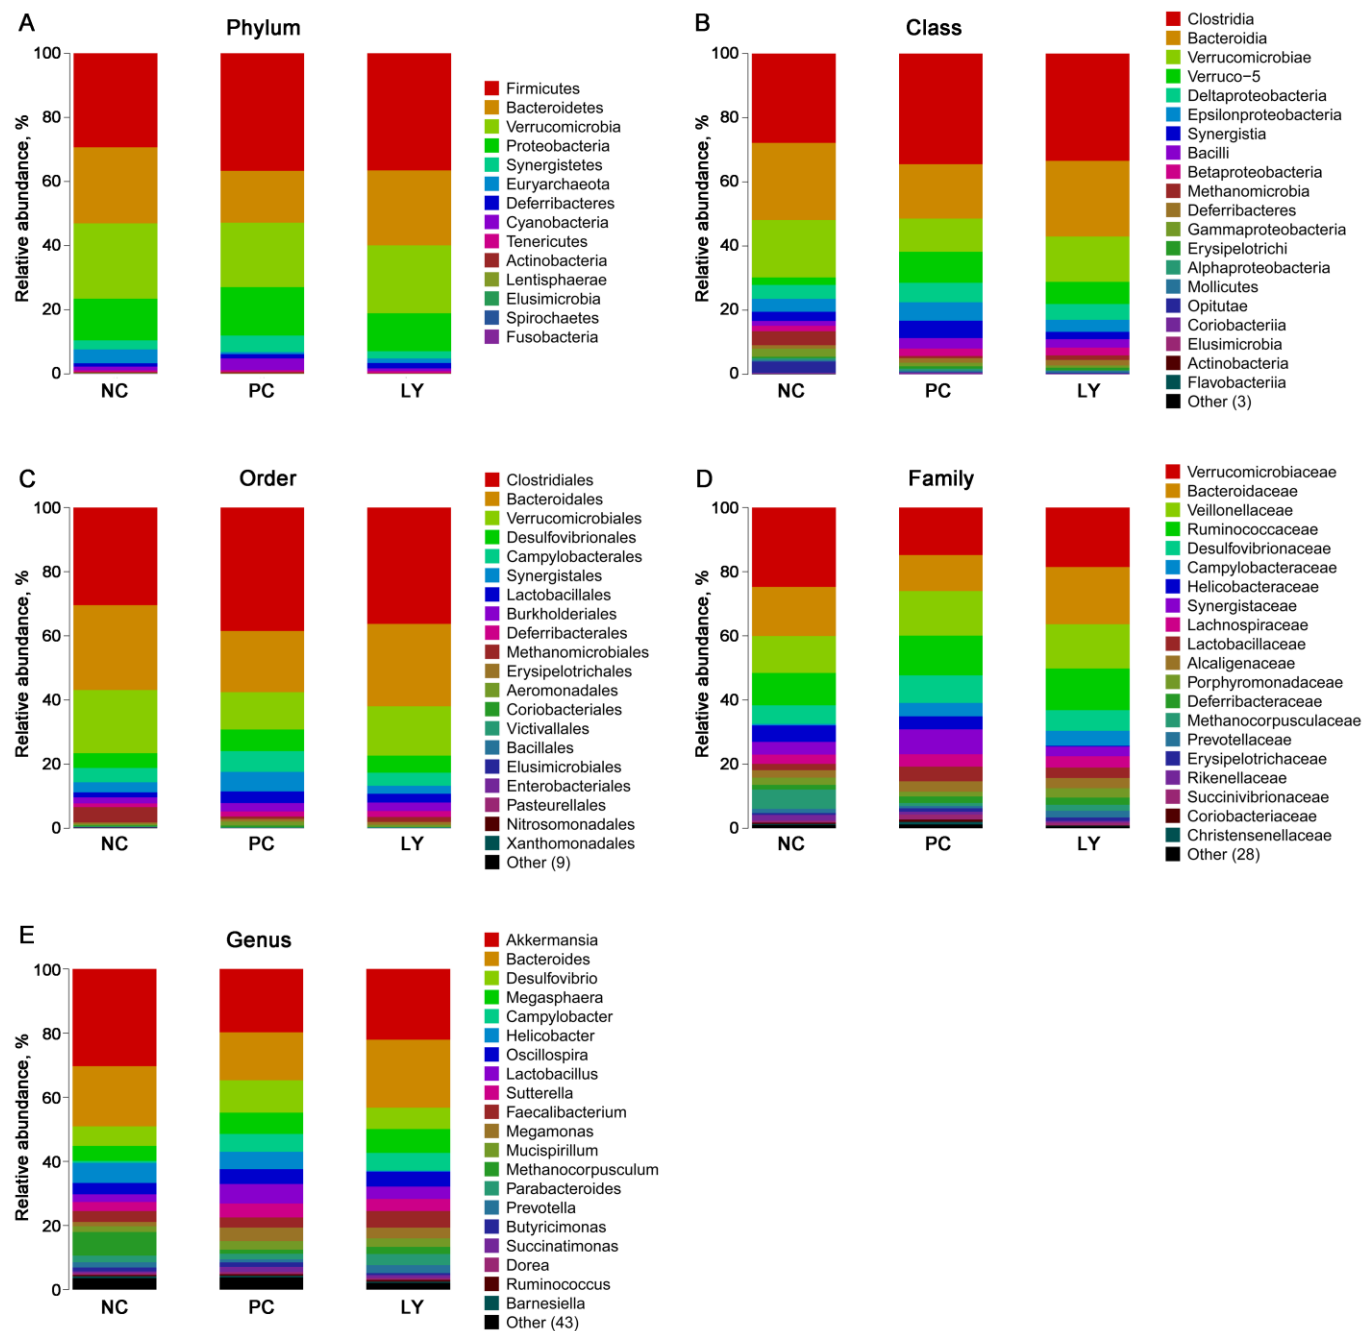 A
Phylum
Relative abundance, %
100
80
60
40
20
0
NC
PC
LY
Firmicutes
Bacteroidetes
Verrucomicrobia
Proteobacteria
Synergistetes
Euryarchaeota
Deferribacteres
Cyanobacteria
Tenericutes
Actinobacteria
Lentisphaerae
Elusimicrobia
Spirochaetes
Fusobacteria
B
Class
Relative abundance, %
100
80
60
40
20
0
NC
PC
LY
Clostridia
Bacteroidia
Verrucomicrobiae
Verruco−5
Deltaproteobacteria
Epsilonproteobacteria
Synergistia
Bacilli
Betaproteobacteria
Methanomicrobia
Deferribacteres
Gammaproteobacteria
Erysipelotrichi
Alphaproteobacteria
Mollicutes
Opitutae
Coriobacteriia
Elusimicrobia
Actinobacteria
Flavobacteriia
Other (3)
C
Order
Relative abundance, %
100
80
60
40
20
0
NC
PC
LY
Clostridiales
Bacteroidales
Verrucomicrobiales
Desulfovibrionales
Campylobacterales
Synergistales
Lactobacillales
Burkholderiales
Deferribacterales
Methanomicrobiales
Erysipelotrichales
Aeromonadales
Coriobacteriales
Victivallales
Bacillales
Elusimicrobiales
Enterobacteriales
Pasteurellales
Nitrosomonadales
Xanthomonadales
Other (9)
D
Family
Relative abundance, %
100
80
60
40
20
0
NC
PC
LY
Verrucomicrobiaceae
Bacteroidaceae
Veillonellaceae
Ruminococcaceae
Desulfovibrionaceae
Campylobacteraceae
Helicobacteraceae
Synergistaceae
Lachnospiraceae
Lactobacillaceae
Alcaligenaceae
Porphyromonadaceae
Deferribacteraceae
Methanocorpusculaceae
Prevotellaceae
Erysipelotrichaceae
Rikenellaceae
Succinivibrionaceae
Coriobacteriaceae
Christensenellaceae
Other (28)
E
Genus
Relative abundance, %
100
80
60
40
20
0
NC
PC
LY
Akkermansia
Bacteroides
Desulfovibrio
Megasphaera
Campylobacter
Helicobacter
Oscillospira
Lactobacillus
Sutterella
Faecalibacterium
Megamonas
Mucispirillum
Methanocorpusculum
Parabacteroides
Prevotella
Butyricimonas
Succinatimonas
Dorea
Ruminococcus
Barnesiella
Other (43)